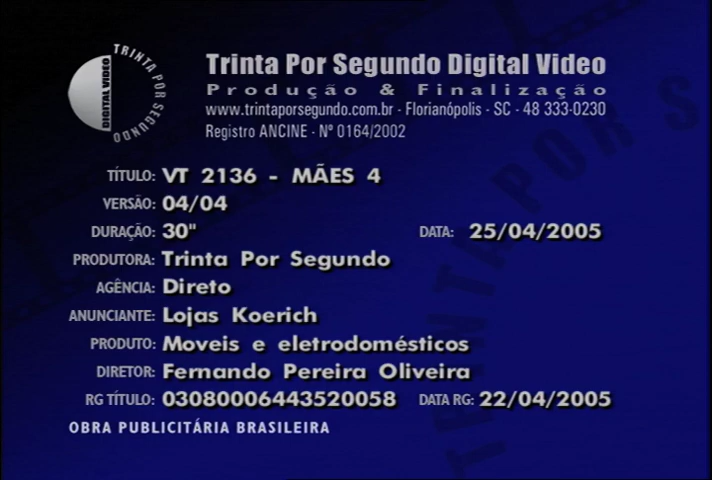 TRINTA POR SEGUNDO
DIGITAL VIDEO
Trinta Por Segundo Digital Video
Produção & Finalização
www.trintaporsegundo.com.br - Florianópolis - SC - 48 333-0230
Registro ANCINE - Nº 0164/2002
TÍTULO: VT 2136 - MÃES 4
VERSÃO: 04/04
DURAÇÃO: 30" DATA: 25/04/2005
PRODUTORA: Trinta Por Segundo
AGÊNCIA: Direto
ANUNCIANTE: Lojas Koerich
PRODUTO: Moveis e eletrodomésticos
DIRETOR: Fernando Pereira Oliveira
RG TÍTULO: 03080006443520058 DATA RG: 22/04/2005
OBRA PUBLICITÁRIA BRASILEIRA
TRINTA POR S